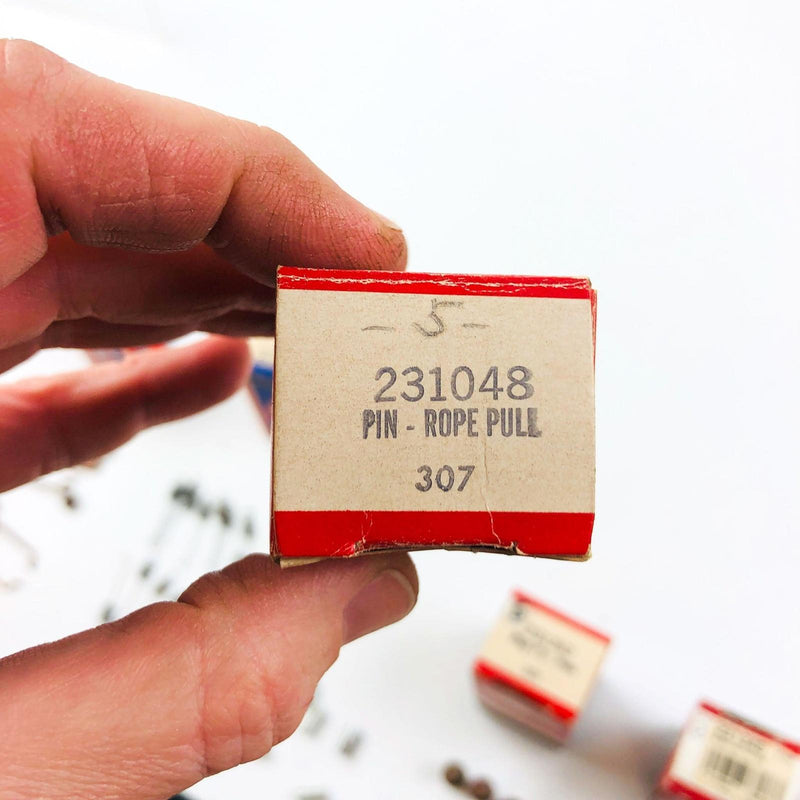 - 5 -
231048
PIN - ROPE PULL
307